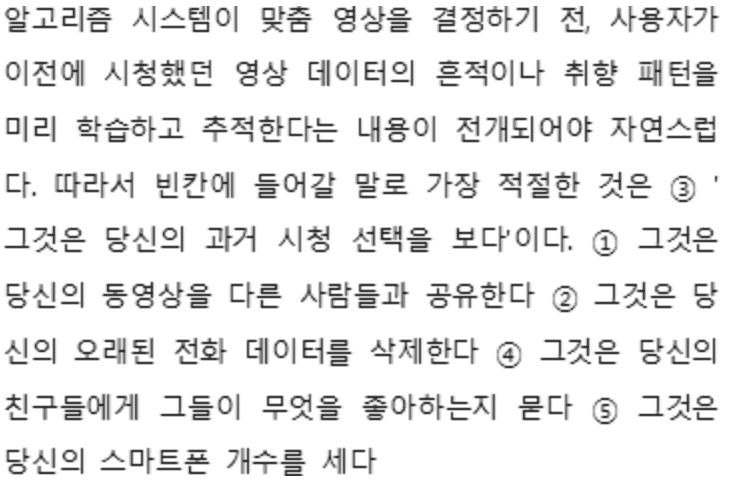 알고리즘 시스템이 맞춤 영상을 결정하기 전, 사용자가
이전에 시청했던 영상 데이터의 흔적이나 취향 패턴을
미리 학습하고 추적한다는 내용이 전개되어야 자연스럽
다. 따라서 빈칸에 들어갈 말로 가장 적절한 것은 ③ '
그것은 당신의 과거 시청 선택을 보다'이다. ① 그것은
당신의 동영상을 다른 사람들과 공유한다 ② 그것은 당
신의 오래된 전화 데이터를 삭제한다 ④ 그것은 당신의
친구들에게 그들이 무엇을 좋아하는지 묻다 ⑤ 그것은
당신의 스마트폰 개수를 세다